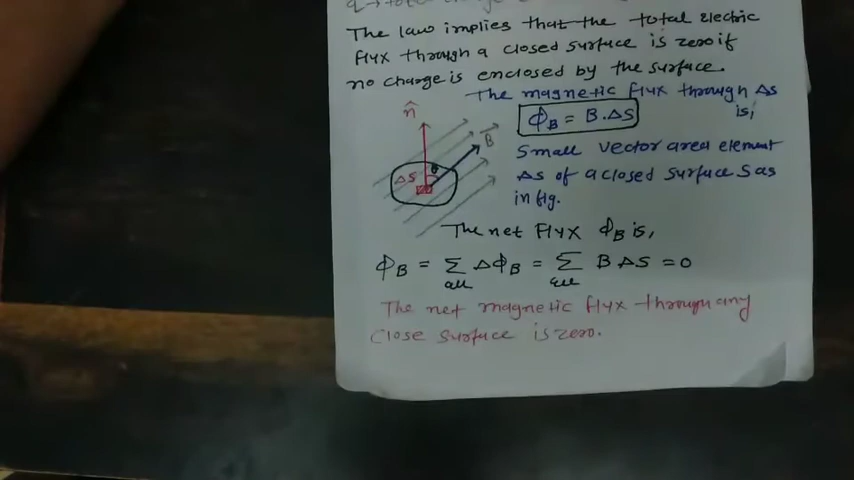 q → total charge
The law implies that the total electric
flux through a closed surface is zero if
no charge is enclosed by the surface.
The magnetic flux through ΔS
is,
ϕB = B.ΔS
n̂
B
θ
ΔS
Small vector area element
ΔS of a closed surface S as
in fig.
The net flux ϕB is,
ϕB = Σ ΔϕB = Σ B ΔS = 0
all all
The net magnetic flux through any
Close surface is zero.